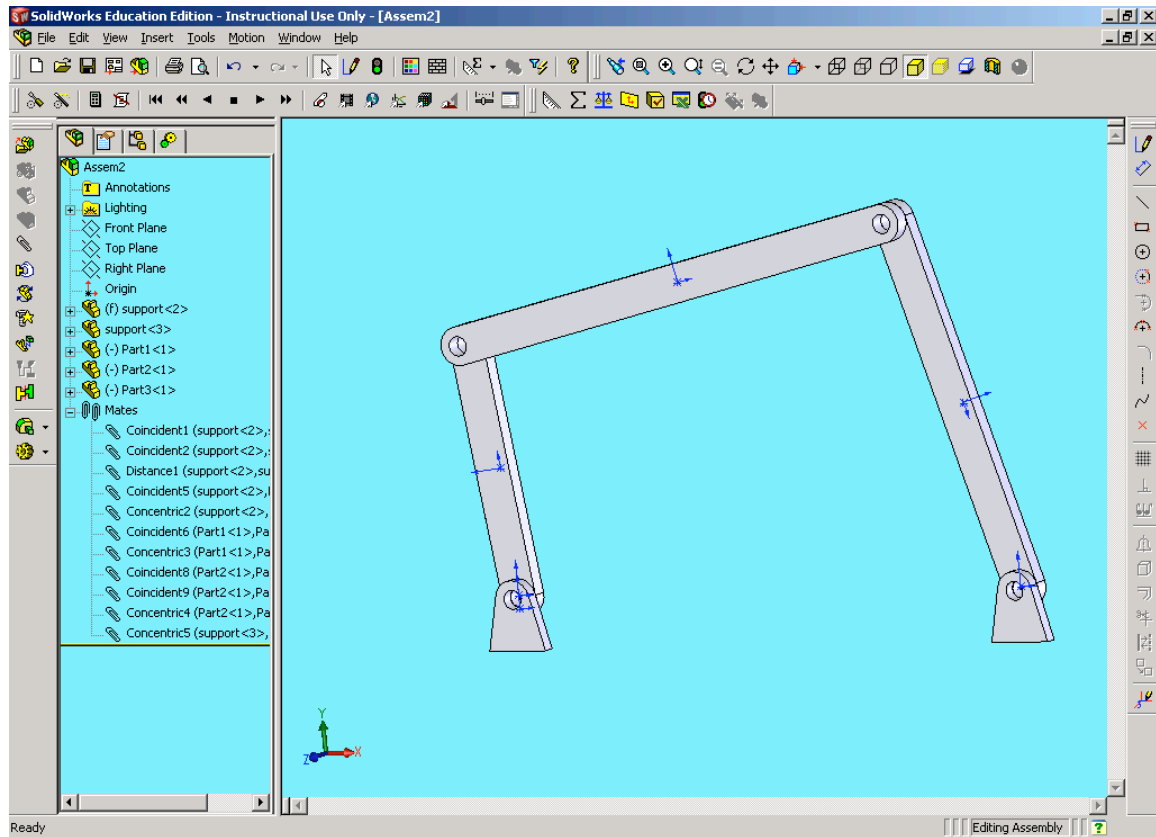 SolidWorks Education Edition - Instructional Use Only - [Assem2]
File Edit View Insert Tools Motion Window Help
Assem2
Annotations
Lighting
Front Plane
Top Plane
Right Plane
Origin
(f) support<2>
support<3>
(-) Part1<1>
(-) Part2<1>
(-) Part3<1>
Mates
Coincident1 (support<2>,s
Coincident2 (support<2>,s
Distance1 (support<2>,su
Coincident5 (support<2>,
Concentric2 (support<2>,
Coincident6 (Part1<1>,Pa
Concentric3 (Part1<1>,Pa
Coincident8 (Part2<1>,Pa
Coincident9 (Part2<1>,Pa
Concentric4 (Part2<1>,Pa
Concentric5 (support<3>,
Y
Z X
Ready Editing Assembly